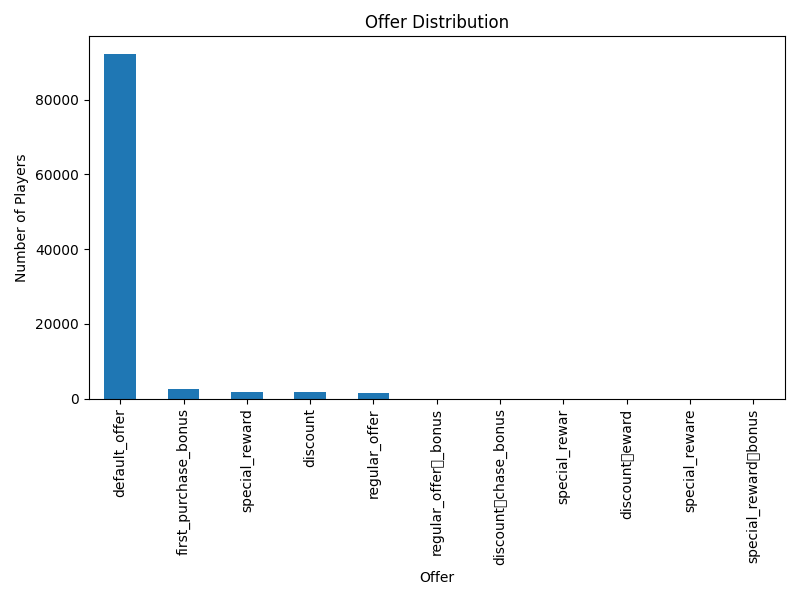 Offer Distribution
Number of Players
80000
60000
40000
20000
0
default_offer
first_purchase_bonus
special_reward
discount
regular_offer
regular_offer▯_bonus
discount▯chase_bonus
special_rewar
discount▯eward
special_reware
special_reward▯bonus
Offer